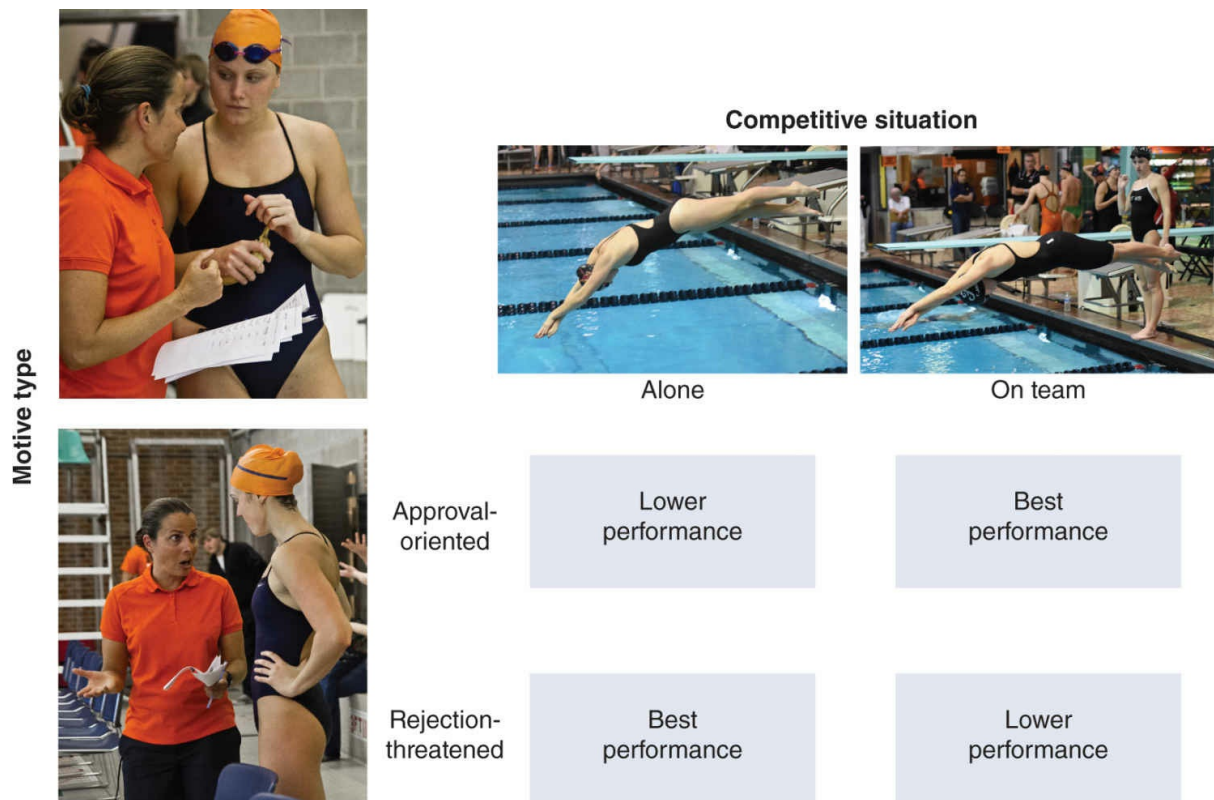 Competitive situation
Alone
On team
Motive type
Approval-
oriented
Lower
performance
Best
performance
Rejection-
threatened
Best
performance
Lower
performance